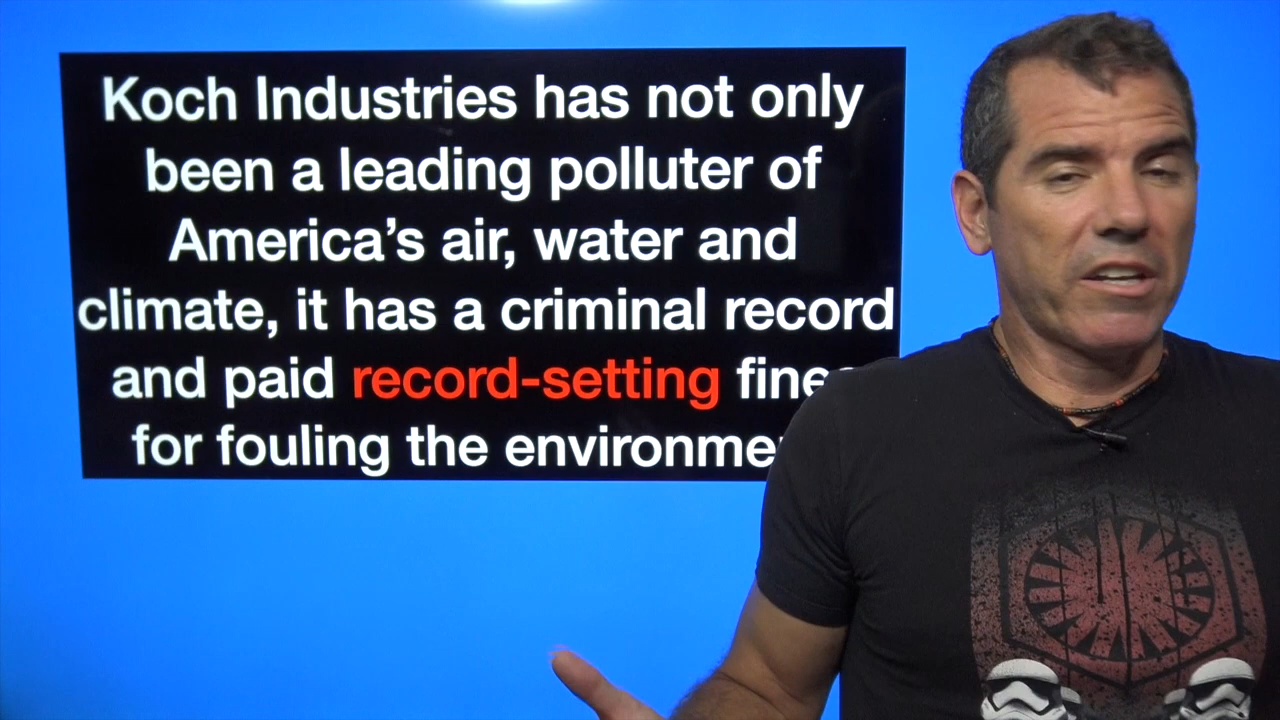 Koch Industries has not only
been a leading polluter of
America's air, water and
climate, it has a criminal record
and paid record-setting
for fouling the